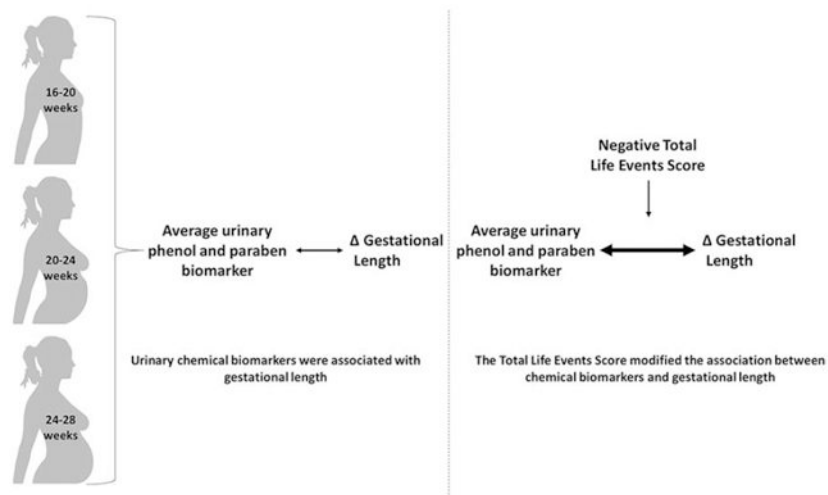 16-20
weeks
20-24
weeks
24-28
weeks
Average urinary
phenol and paraben
biomarker
Δ Gestational
Length
Urinary chemical biomarkers were associated with
gestational length
Negative Total
Life Events Score
Average urinary
phenol and paraben
biomarker
Δ Gestational
Length
The Total Life Events Score modified the association between
chemical biomarkers and gestational length